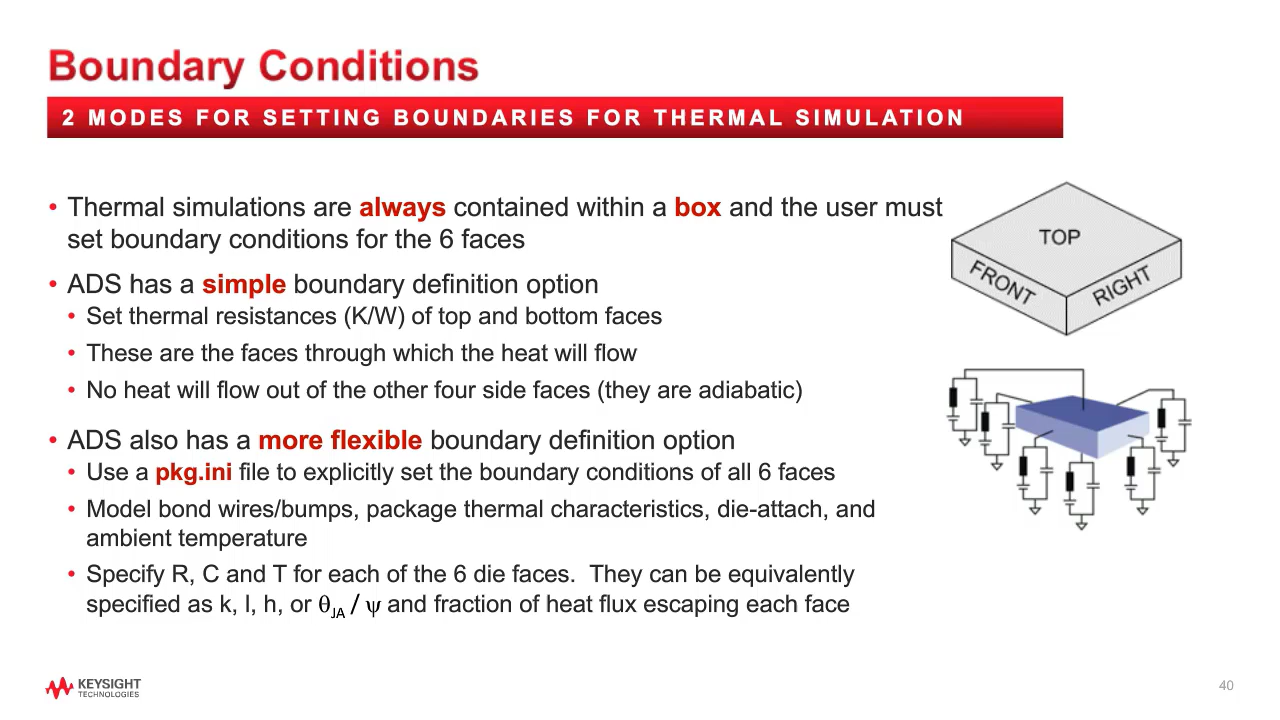 Boundary Conditions
2 MODES FOR SETTING BOUNDARIES FOR THERMAL SIMULATION
• Thermal simulations are always contained within a box and the user must
set boundary conditions for the 6 faces
• ADS has a simple boundary definition option
• Set thermal resistances (K/W) of top and bottom faces
• These are the faces through which the heat will flow
• No heat will flow out of the other four side faces (they are adiabatic)
• ADS also has a more flexible boundary definition option
• Use a pkg.ini file to explicitly set the boundary conditions of all 6 faces
• Model bond wires/bumps, package thermal characteristics, die-attach, and
ambient temperature
• Specify R, C and T for each of the 6 die faces.  They can be equivalently
specified as k, l, h, or θJA / ψ and fraction of heat flux escaping each face
TOP
FRONT
RIGHT
KEYSIGHT
TECHNOLOGIES
40